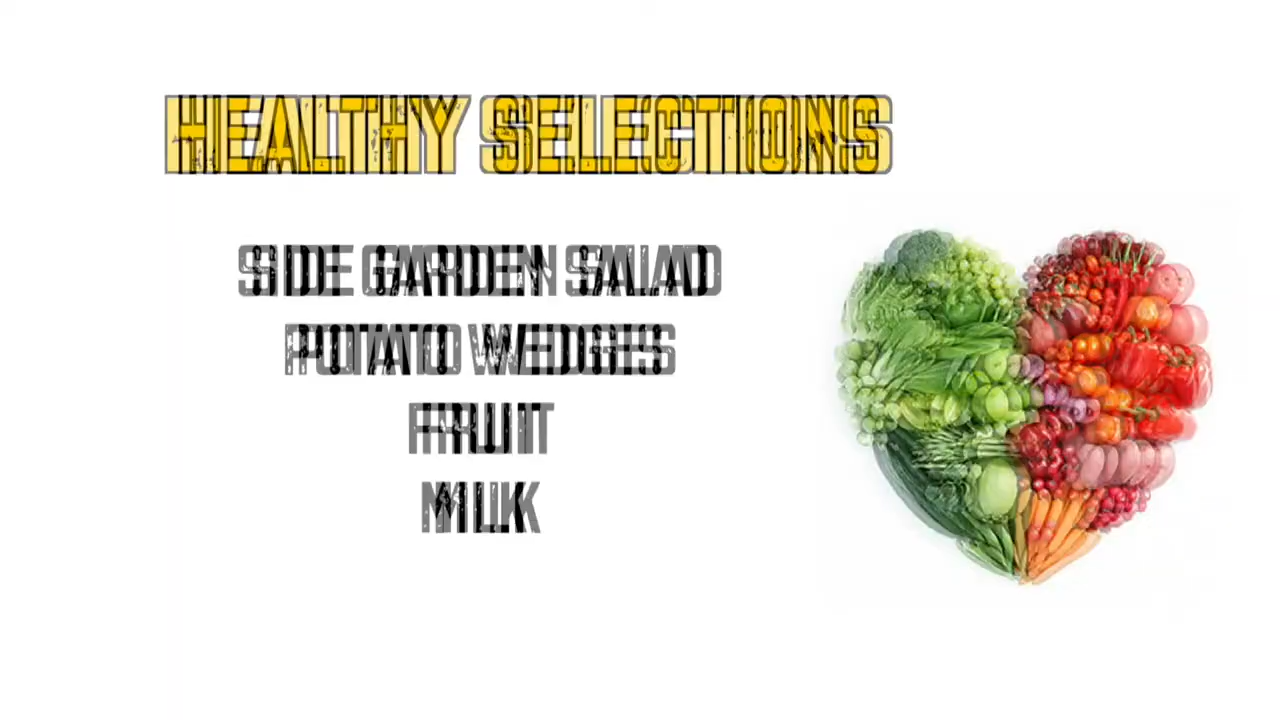 HEALTHY SELECTIONS
SIDE GARDEN SALAD
POTATO WEDGES
FRUIT
MILK